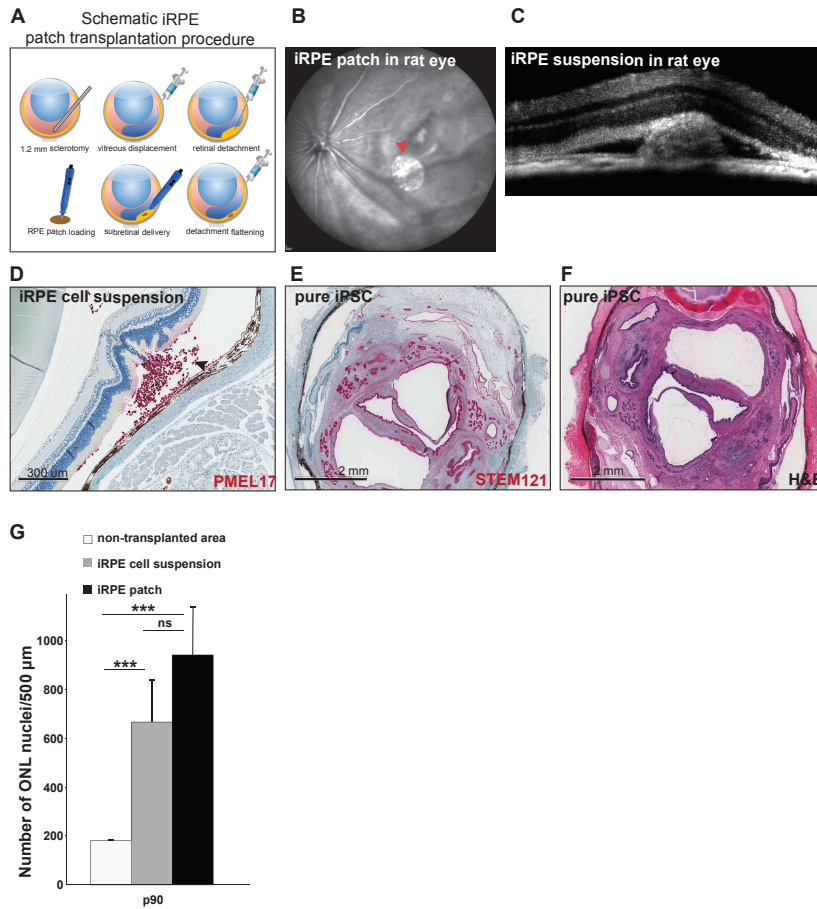 A
Schematic iRPE
patch transplantation procedure
1.2 mm sclerotomy
vitreous displacement
retinal detachment
RPE patch loading
subretinal delivery
detachment flattening
B
iRPE patch in rat eye
C
iRPE suspension in rat eye
D
iRPE cell suspension
300 um
PMEL17
E
pure iPSC
2 mm
STEM121
F
pure iPSC
2 mm
H&E
G
non-transplanted area
iRPE cell suspension
iRPE patch
Number of ONL nuclei/500 µm
1000
800
600
400
200
0
***
ns
***
p90